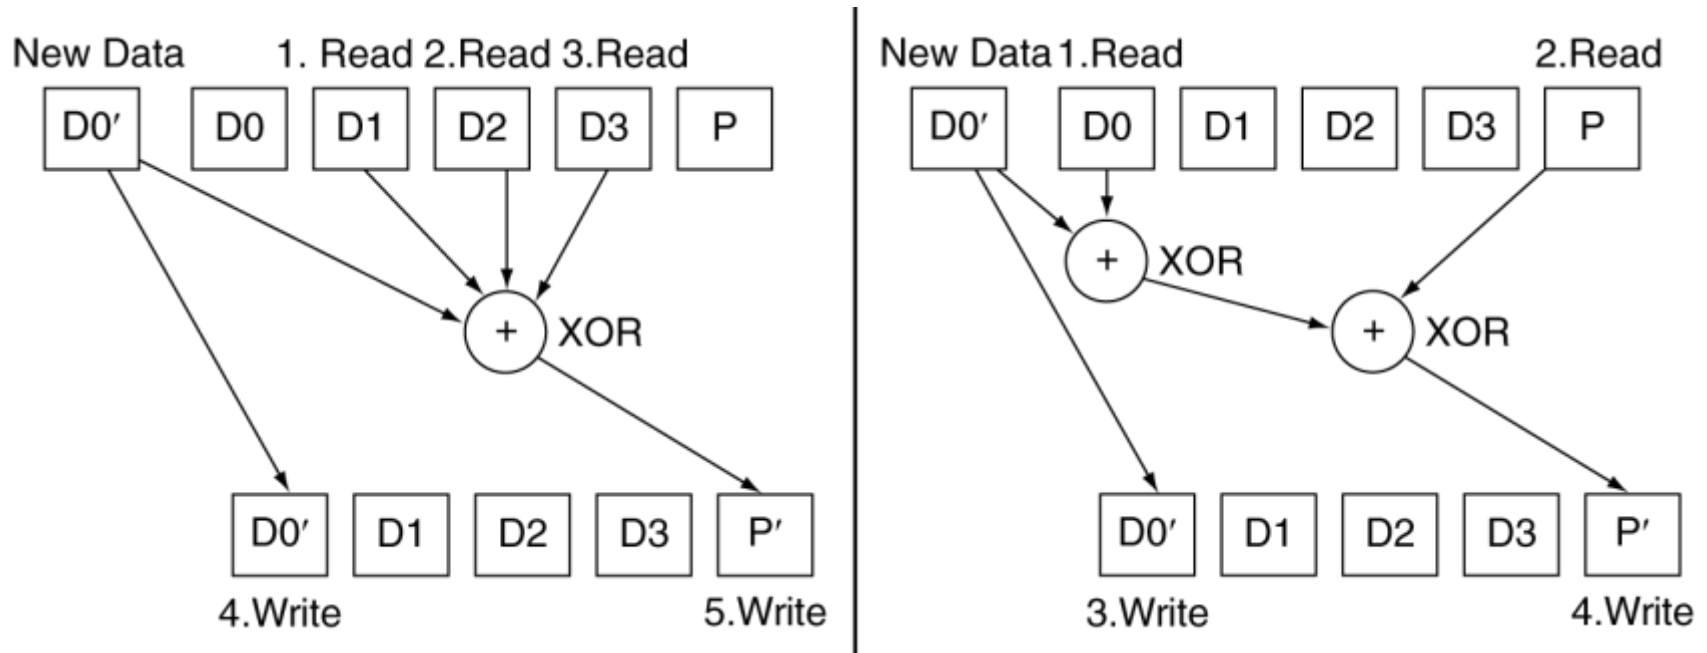 New Data 1. Read 2.Read 3.Read
D0′ D0 D1 D2 D3 P
+ XOR
D0′ D1 D2 D3 P′
4.Write 5.Write
New Data 1.Read 2.Read
D0′ D0 D1 D2 D3 P
+ XOR
+ XOR
D0′ D1 D2 D3 P′
3.Write 4.Write